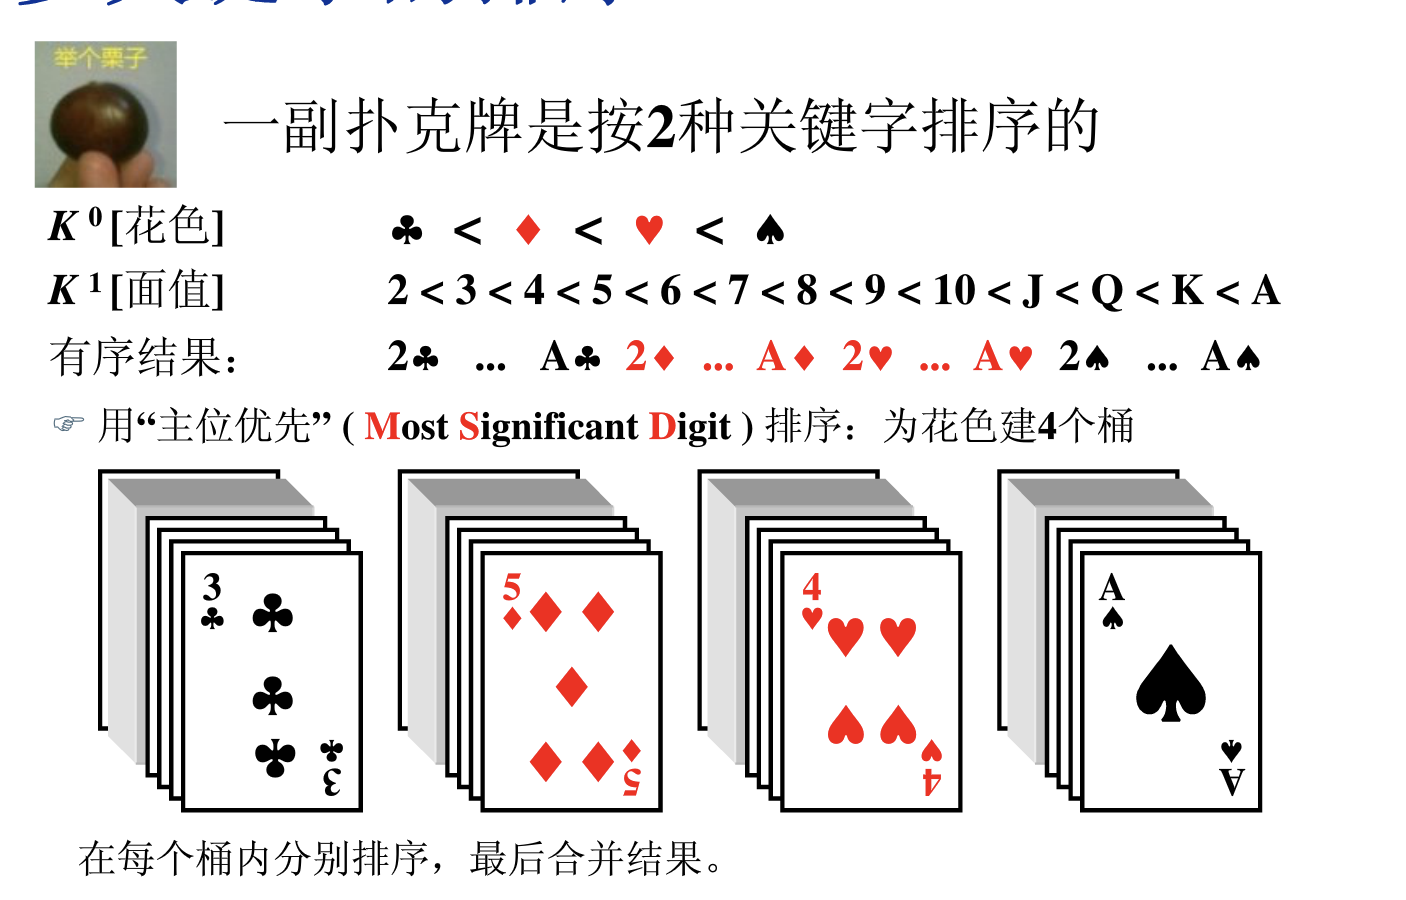 举个栗子
一副扑克牌是按2种关键字排序的
K 0 [花色] ♣ < ♦ < ♥ < ♠
K 1 [面值] 2 < 3 < 4 < 5 < 6 < 7 < 8 < 9 < 10 < J < Q < K < A
有序结果： 2♣ ... A♣ 2♦ ... A♦ 2♥ ... A♥ 2♠ ... A♠
☞ 用“主位优先” ( Most Significant Digit ) 排序：为花色建4个桶
3 5 4 A
3 5 4 A
在每个桶内分别排序，最后合并结果。